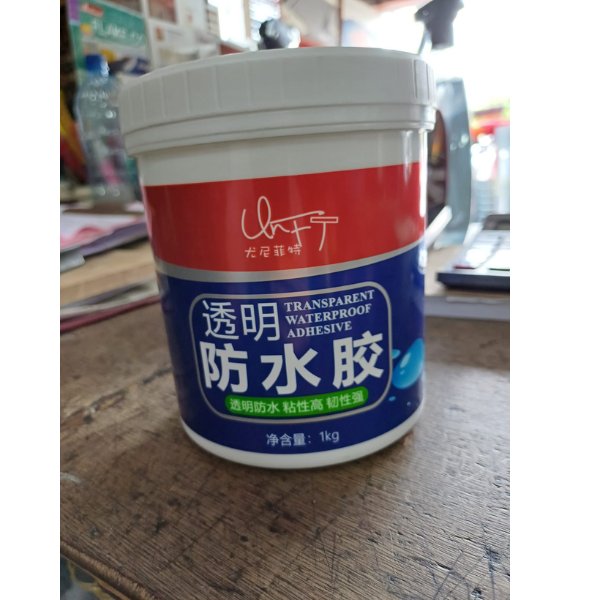 尤尼菲特
透明
TRANSPARENT
WATERPROOF
ADHESIVE
防水胶
透明防水 粘性高 韧性强
净含量：1kg